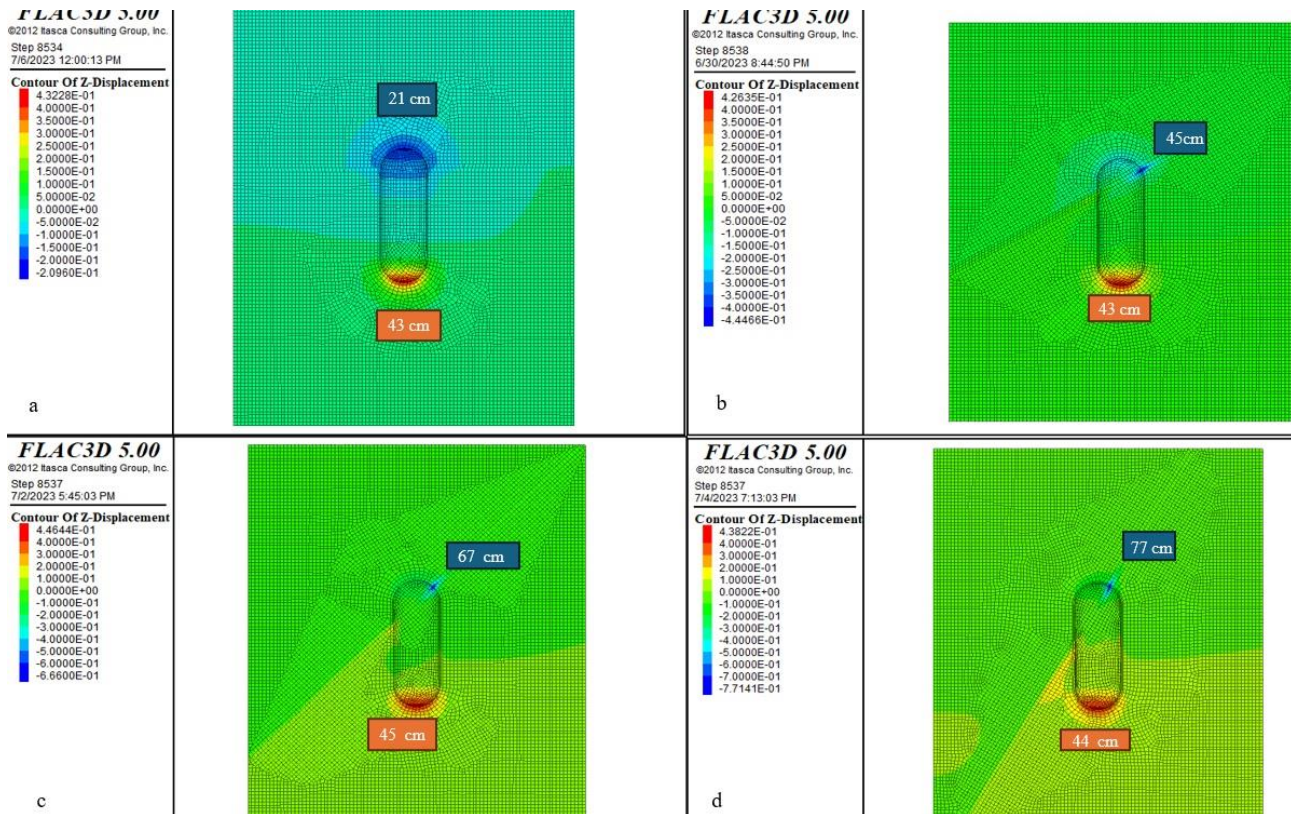 FLAC3D 5.00
©2012 Itasca Consulting Group, Inc.
Step 8534
7/6/2023 12:00:13 PM
Contour Of Z-Displacement
4.3228E-01
4.0000E-01
3.5000E-01
3.0000E-01
2.5000E-01
2.0000E-01
1.5000E-01
1.0000E-01
5.0000E-02
0.0000E+00
-5.0000E-02
-1.0000E-01
-1.5000E-01
-2.0000E-01
-2.0960E-01
21 cm
43 cm
a
FLAC3D 5.00
©2012 Itasca Consulting Group, Inc.
Step 8538
6/30/2023 8:44:50 PM
Contour Of Z-Displacement
4.2635E-01
4.0000E-01
3.5000E-01
3.0000E-01
2.5000E-01
2.0000E-01
1.5000E-01
1.0000E-01
5.0000E-02
0.0000E+00
-5.0000E-02
-1.0000E-01
-1.5000E-01
-2.0000E-01
-2.5000E-01
-3.0000E-01
-3.5000E-01
-4.0000E-01
-4.4466E-01
45cm
43 cm
b
FLAC3D 5.00
©2012 Itasca Consulting Group, Inc.
Step 8537
7/2/2023 5:45:03 PM
Contour Of Z-Displacement
4.4644E-01
4.0000E-01
3.0000E-01
2.0000E-01
1.0000E-01
0.0000E+00
-1.0000E-01
-2.0000E-01
-3.0000E-01
-4.0000E-01
-5.0000E-01
-6.0000E-01
-6.6600E-01
67 cm
45 cm
c
FLAC3D 5.00
©2012 Itasca Consulting Group, Inc.
Step 8537
7/4/2023 7:13:03 PM
Contour Of Z-Displacement
4.3822E-01
4.0000E-01
3.0000E-01
2.0000E-01
1.0000E-01
0.0000E+00
-1.0000E-01
-2.0000E-01
-3.0000E-01
-4.0000E-01
-5.0000E-01
-6.0000E-01
-7.0000E-01
-7.7141E-01
77 cm
44 cm
d